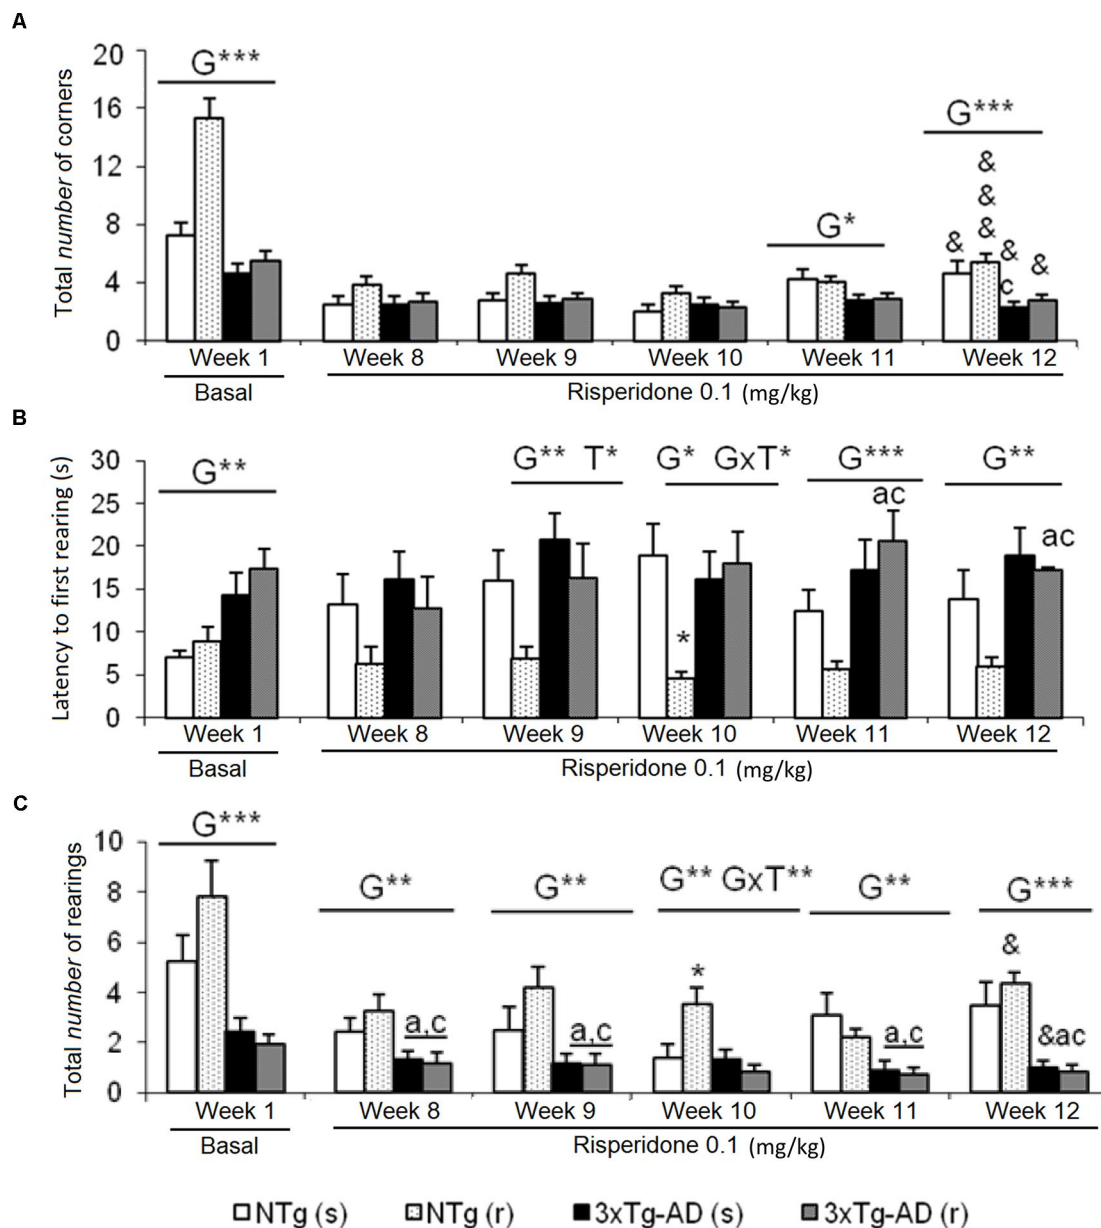 A
Total number of corners
20
16
12
8
4
0
G***
G*
G***
&
&
&
&
&
&
c
Week 1 Week 8 Week 9 Week 10 Week 11 Week 12
Basal Risperidone 0.1 (mg/kg)
B
Latency to first rearing (s)
30
25
20
15
10
5
0
G**
G** T*
G* GxT*
G***
G**
*
ac
ac
Week 1 Week 8 Week 9 Week 10 Week 11 Week 12
Basal Risperidone 0.1 (mg/kg)
C
Total number of rearings
10
8
6
4
2
0
G***
G**
G**
G** GxT**
G**
G***
a,c
a,c
*
a,c
&
&ac
Week 1 Week 8 Week 9 Week 10 Week 11 Week 12
Basal Risperidone 0.1 (mg/kg)
NTg (s) NTg (r) 3xTg-AD (s) 3xTg-AD (r)